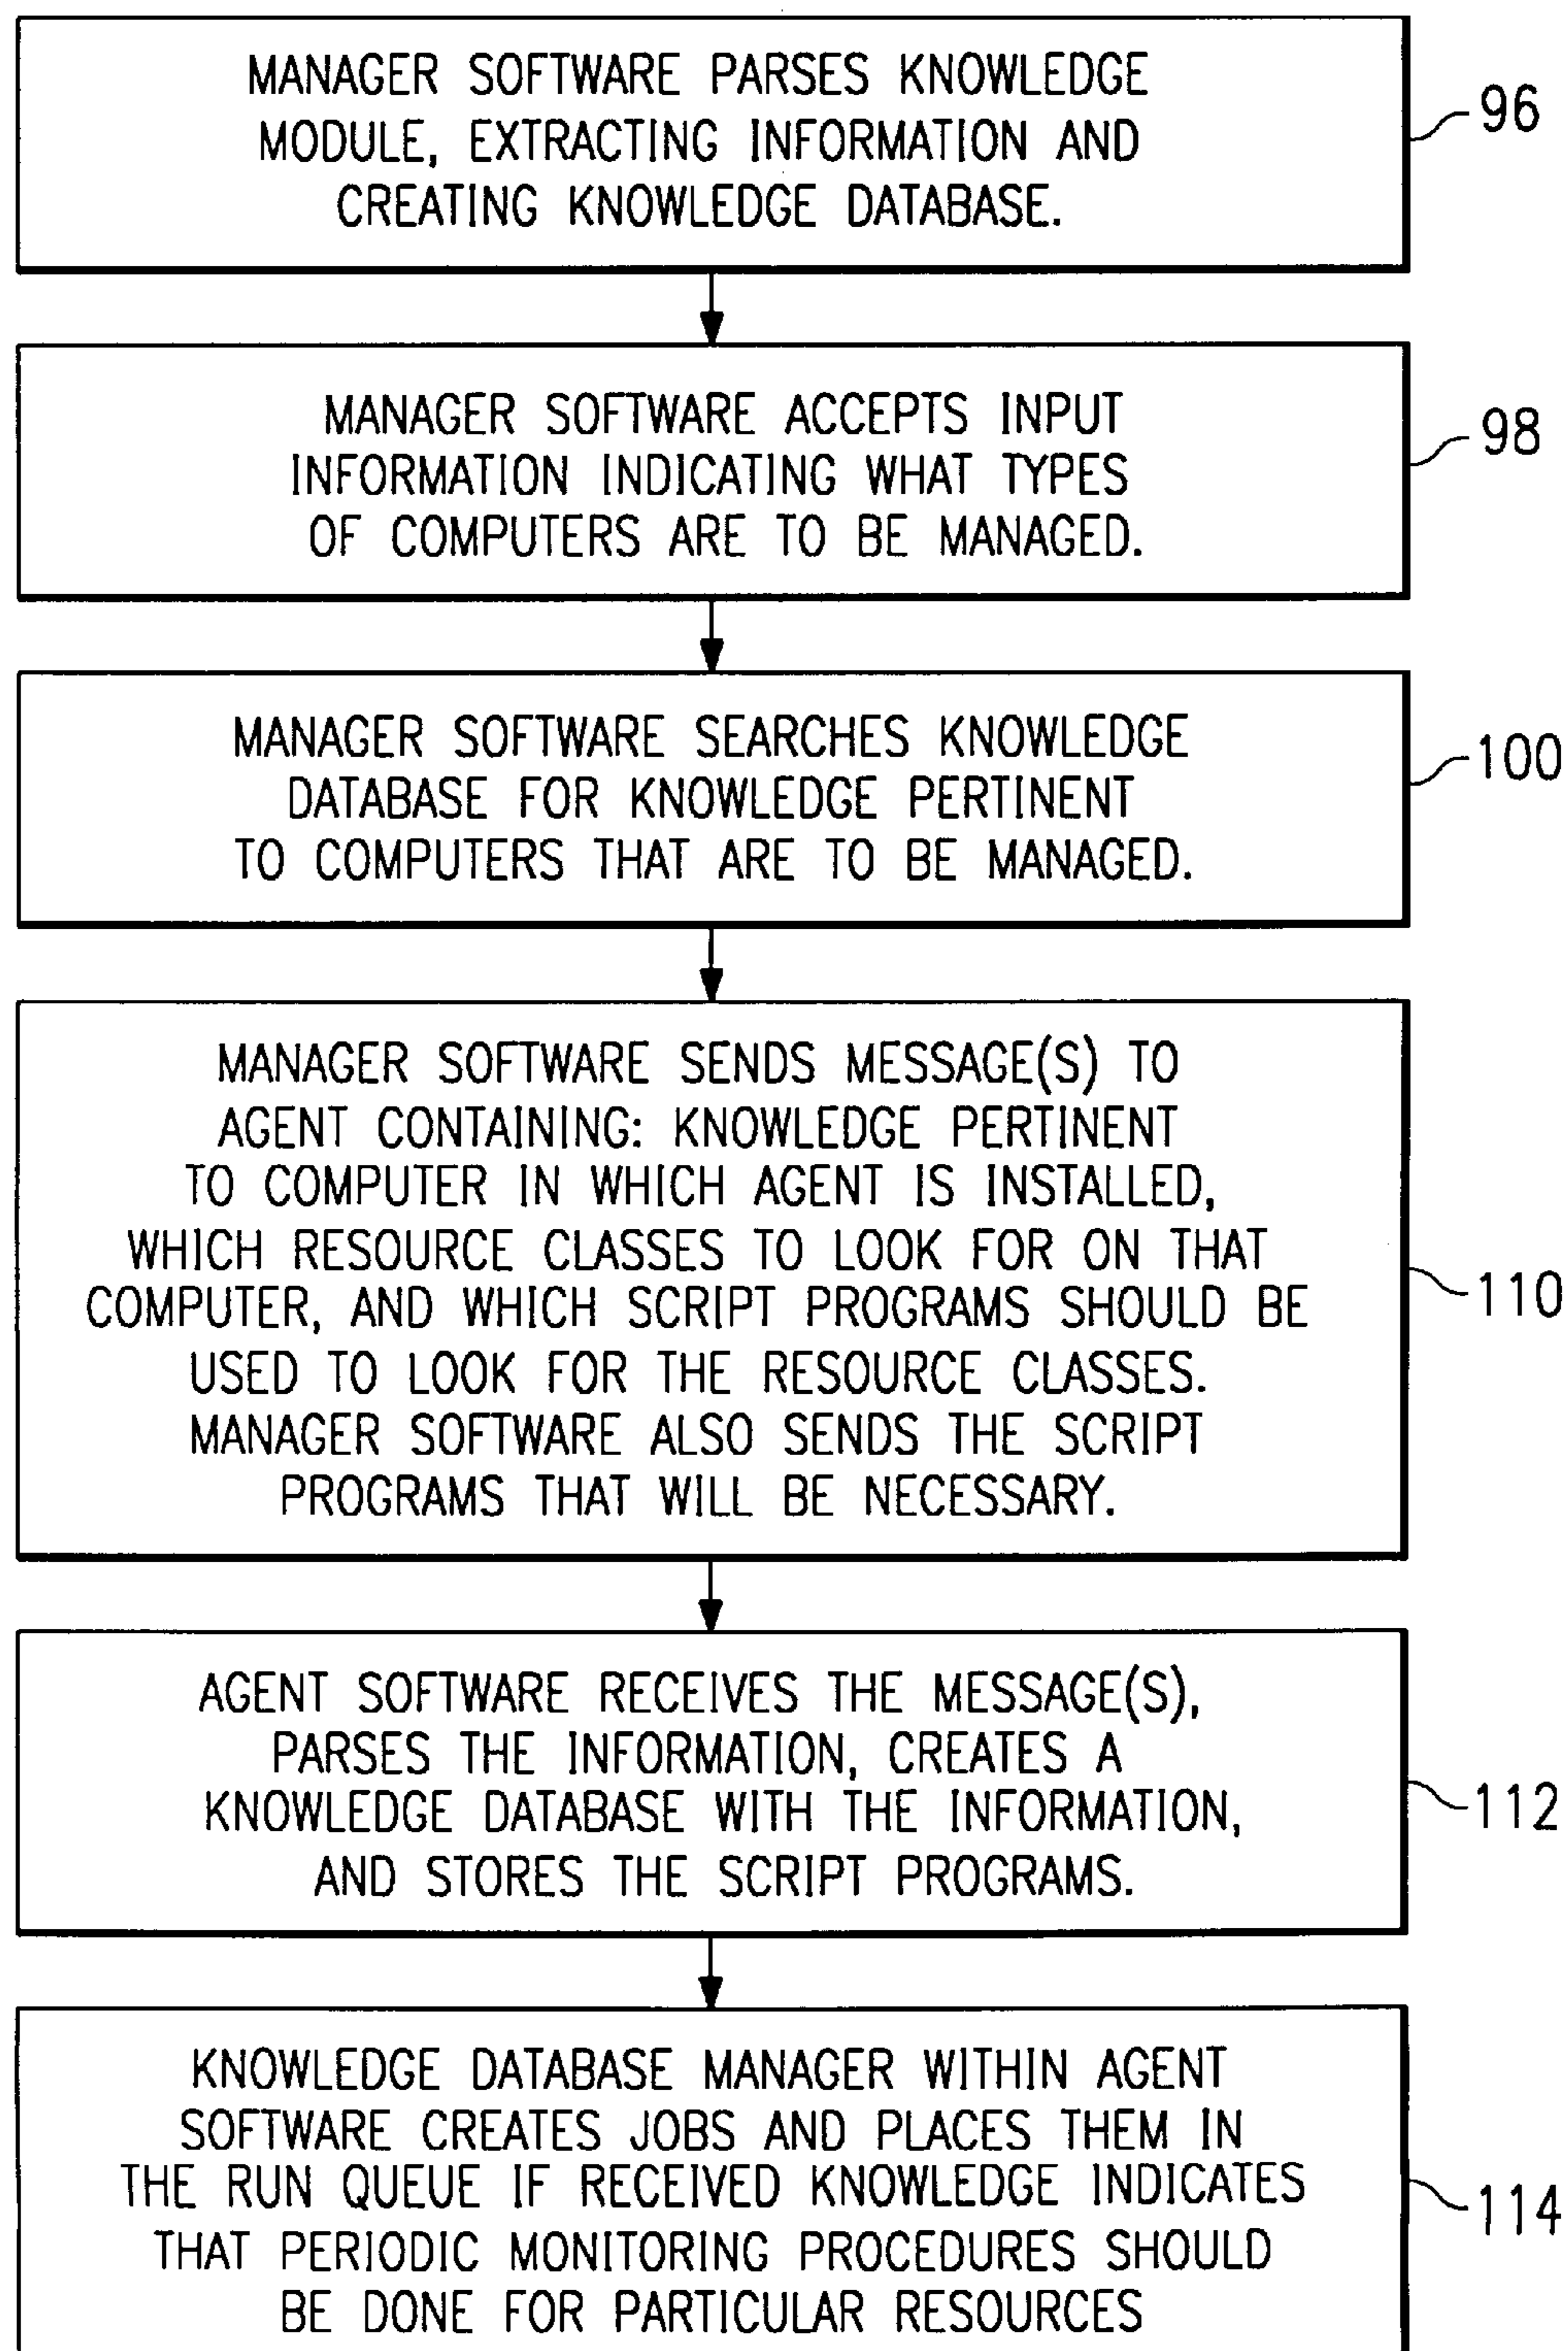 MANAGER SOFTWARE PARSES KNOWLEDGE
MODULE, EXTRACTING INFORMATION AND
CREATING KNOWLEDGE DATABASE.
96
MANAGER SOFTWARE ACCEPTS INPUT
INFORMATION INDICATING WHAT TYPES
OF COMPUTERS ARE TO BE MANAGED.
98
MANAGER SOFTWARE SEARCHES KNOWLEDGE
DATABASE FOR KNOWLEDGE PERTINENT
TO COMPUTERS THAT ARE TO BE MANAGED.
100
MANAGER SOFTWARE SENDS MESSAGE(S) TO
AGENT CONTAINING: KNOWLEDGE PERTINENT
TO COMPUTER IN WHICH AGENT IS INSTALLED,
WHICH RESOURCE CLASSES TO LOOK FOR ON THAT
COMPUTER, AND WHICH SCRIPT PROGRAMS SHOULD BE
USED TO LOOK FOR THE RESOURCE CLASSES.
MANAGER SOFTWARE ALSO SENDS THE SCRIPT
PROGRAMS THAT WILL BE NECESSARY.
110
AGENT SOFTWARE RECEIVES THE MESSAGE(S),
PARSES THE INFORMATION, CREATES A
KNOWLEDGE DATABASE WITH THE INFORMATION,
AND STORES THE SCRIPT PROGRAMS.
112
KNOWLEDGE DATABASE MANAGER WITHIN AGENT
SOFTWARE CREATES JOBS AND PLACES THEM IN
THE RUN QUEUE IF RECEIVED KNOWLEDGE INDICATES
THAT PERIODIC MONITORING PROCEDURES SHOULD
BE DONE FOR PARTICULAR RESOURCES
114